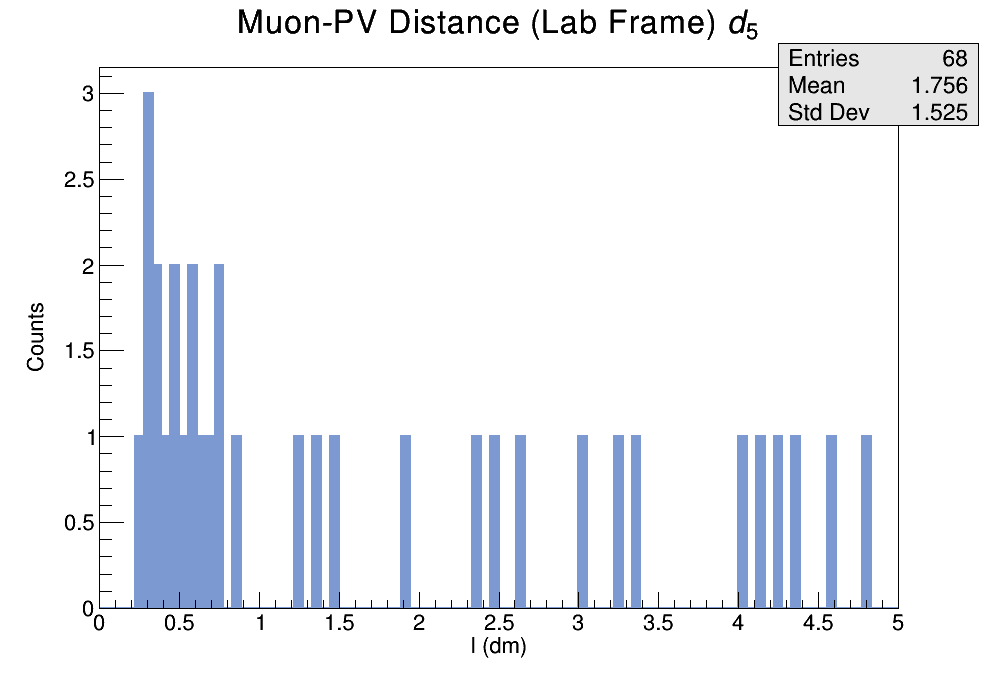 Muon-PV Distance (Lab Frame) d5
Entries 68
Mean 1.756
Std Dev 1.525
3
2.5
2
1.5
1
0.5
0
Counts
0 0.5 1 1.5 2 2.5 3 3.5 4 4.5 5
l (dm)